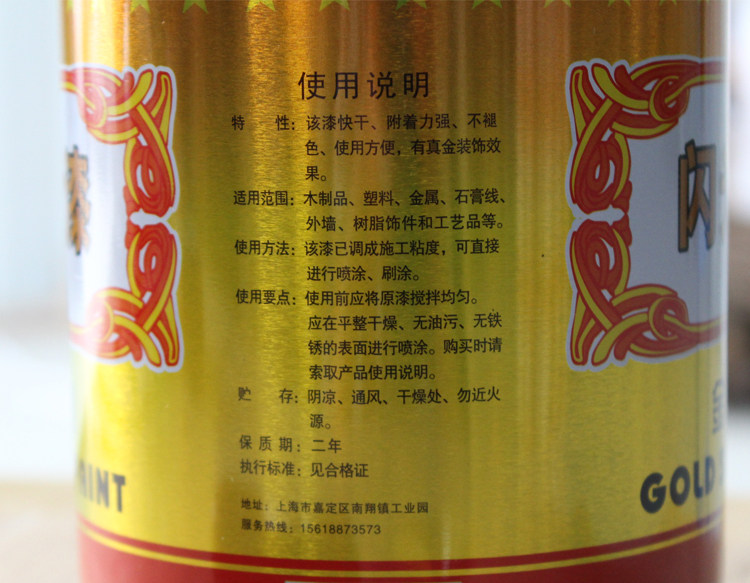 使用说明
特 性：该漆快干、附着力强、不褪
色、使用方便，有真金装饰效
果。
适用范围：木制品、塑料、金属、石膏线、
外墙、树脂饰件和工艺品等。
使用方法：该漆已调成施工粘度，可直接
进行喷涂、刷涂。
使用要点：使用前应将原漆搅拌均匀。
应在平整干燥、无油污、无铁
锈的表面进行喷涂。购买时请
索取产品使用说明。
贮 存：阴凉、通风、干燥处、勿近火
源。
保 质 期：二年
执行标准：见合格证
地址：上海市嘉定区南翔镇工业园
服务热线：15618873573
漆
闪
GOLD